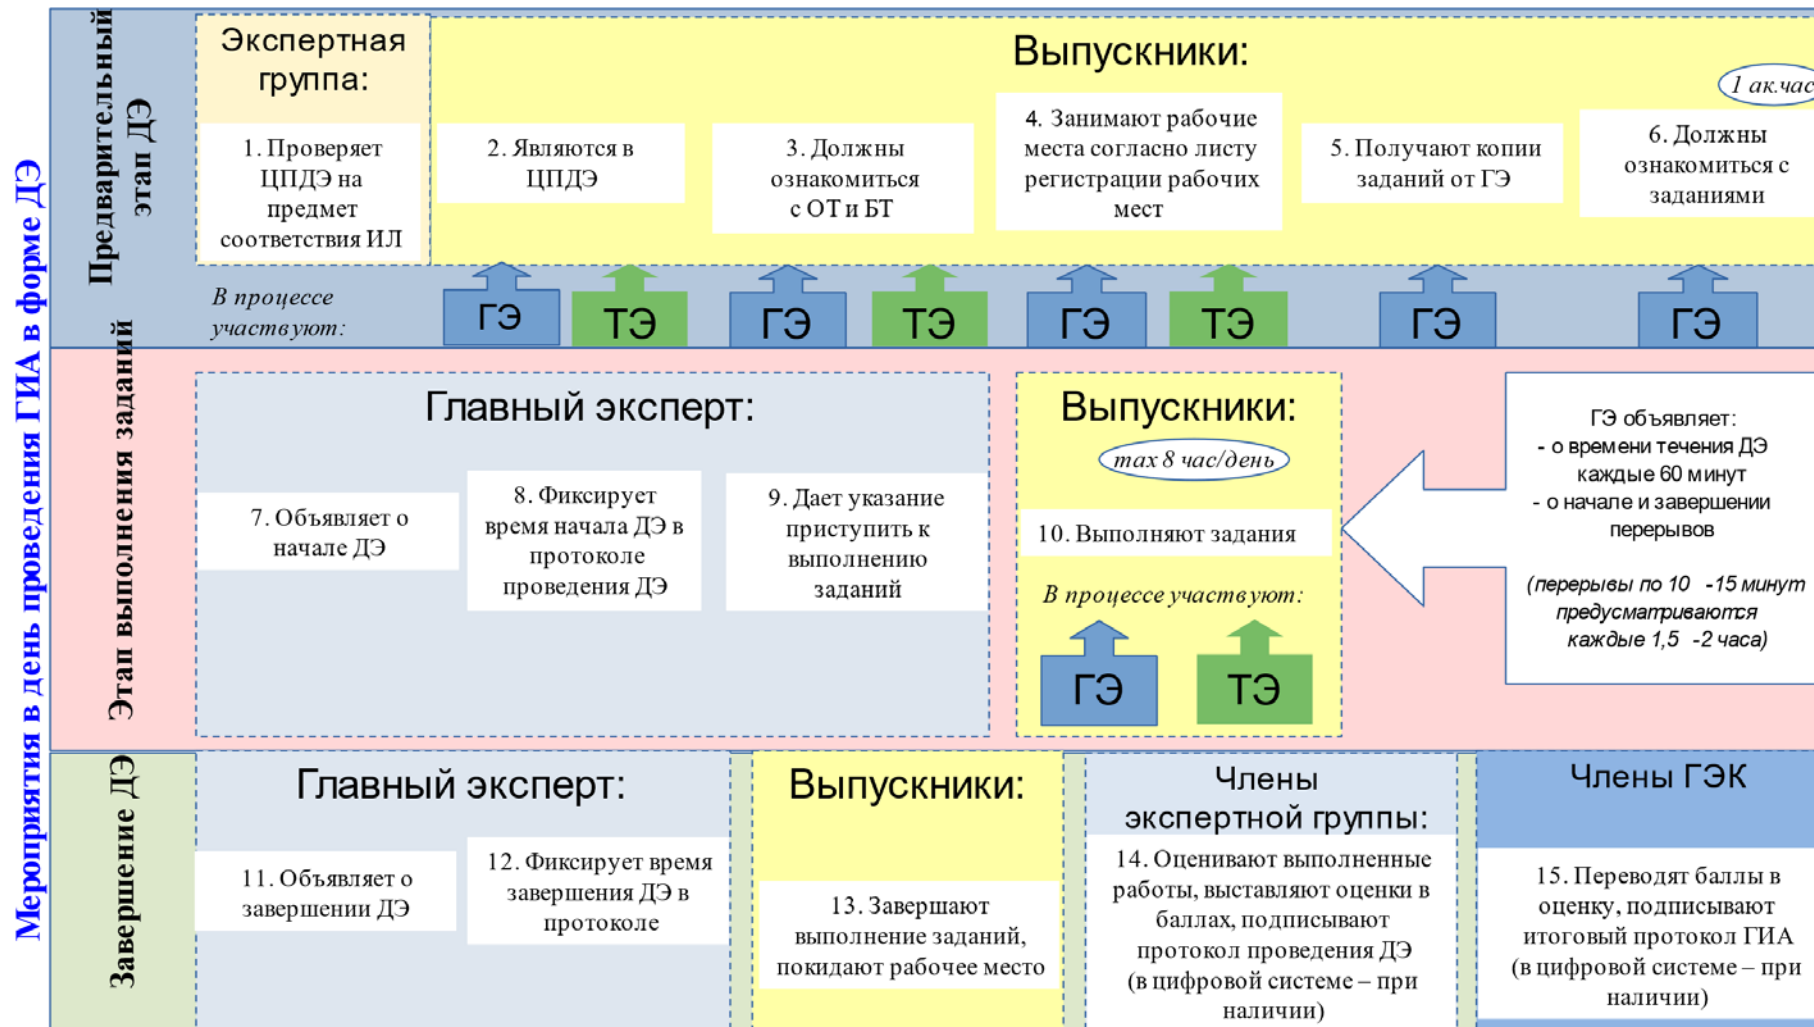 Мероприятия в день проведения ГИА в форме ДЭ
Предварительный
этап ДЭ
Экспертная
группа:
1. Проверяет
ЦПДЭ на
предмет
соответствия ИЛ
Выпускники:
1 ак.час
2. Являются в
ЦПДЭ
3. Должны
ознакомиться
с ОТ и БТ
4. Занимают рабочие
места согласно листу
регистрации рабочих
мест
5. Получают копии
заданий от ГЭ
6. Должны
ознакомиться с
заданиями
В процессе
участвуют:
ГЭ
ТЭ
ГЭ
ТЭ
ГЭ
ТЭ
ГЭ
ГЭ
Этап выполнения заданий
Главный эксперт:
7. Объявляет о
начале ДЭ
8. Фиксирует
время начала ДЭ в
протоколе
проведения ДЭ
9. Дает указание
приступить к
выполнению
заданий
Выпускники:
max 8 час/день
10. Выполняют задания
В процессе участвуют:
ГЭ
ТЭ
ГЭ объявляет:
- о времени течения ДЭ
каждые 60 минут
- о начале и завершении
перерывов
(перерывы по 10 -15 минут
предусматриваются
каждые 1,5 -2 часа)
Завершение ДЭ
Главный эксперт:
11. Объявляет о
завершении ДЭ
12. Фиксирует время
завершения ДЭ в
протоколе
Выпускники:
13. Завершают
выполнение заданий,
покидают рабочее место
Члены
экспертной группы:
14. Оценивают выполненные
работы, выставляют оценки в
баллах, подписывают
протокол проведения ДЭ
(в цифровой системе – при
наличии)
Члены ГЭК
15. Переводят баллы в
оценку, подписывают
итоговый протокол ГИА
(в цифровой системе – при
наличии)